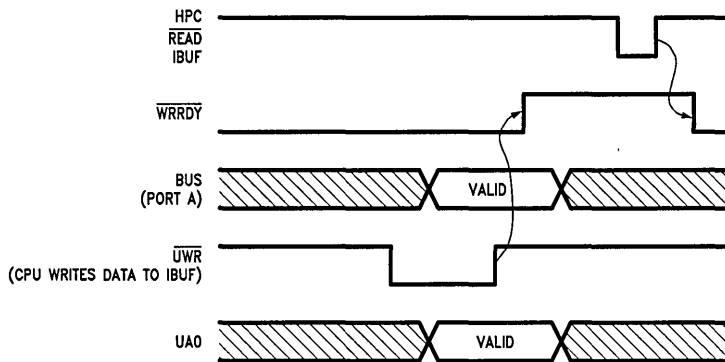 HPC
READ
IBUF
WRRDY
BUS
(PORT A)
VALID
UWR
(CPU WRITES DATA TO IBUF)
UA0
VALID